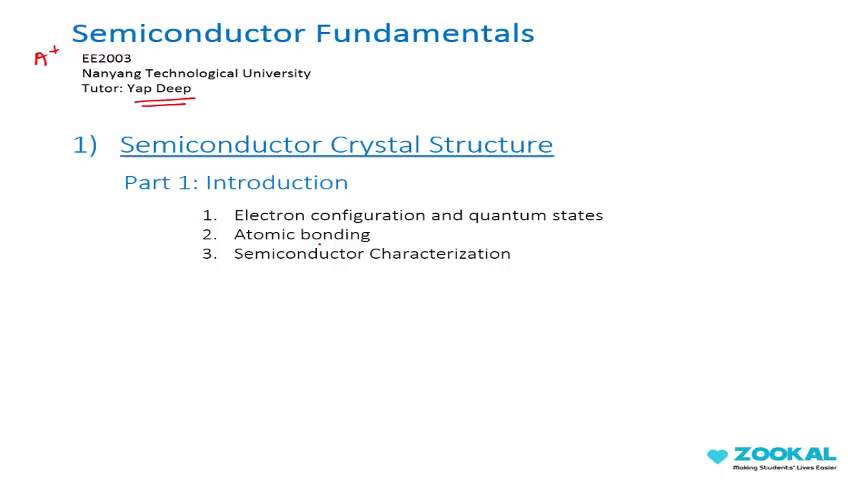 Semiconductor Fundamentals
A+
EE2003
Nanyang Technological University
Tutor: Yap Deep
1) Semiconductor Crystal Structure
Part 1: Introduction
1. Electron configuration and quantum states
2. Atomic bonding
3. Semiconductor Characterization
ZOOKAL
Making Students' Lives Easier